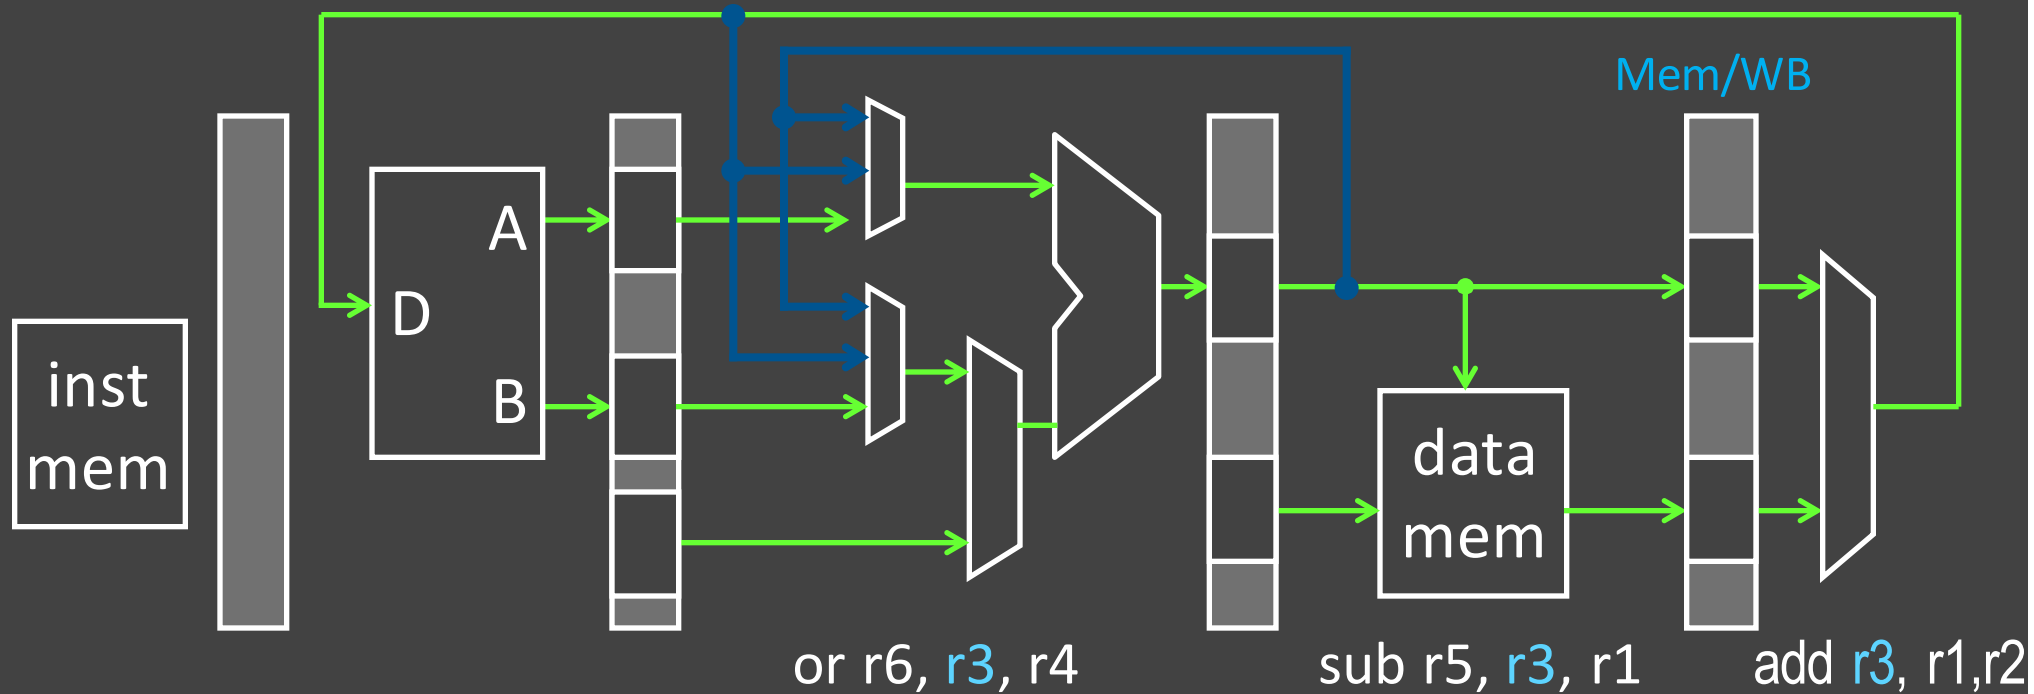 Mem/WB
A
D
B
inst
mem
data
mem
or r6, r3, r4
sub r5, r3, r1
add r3, r1,r2